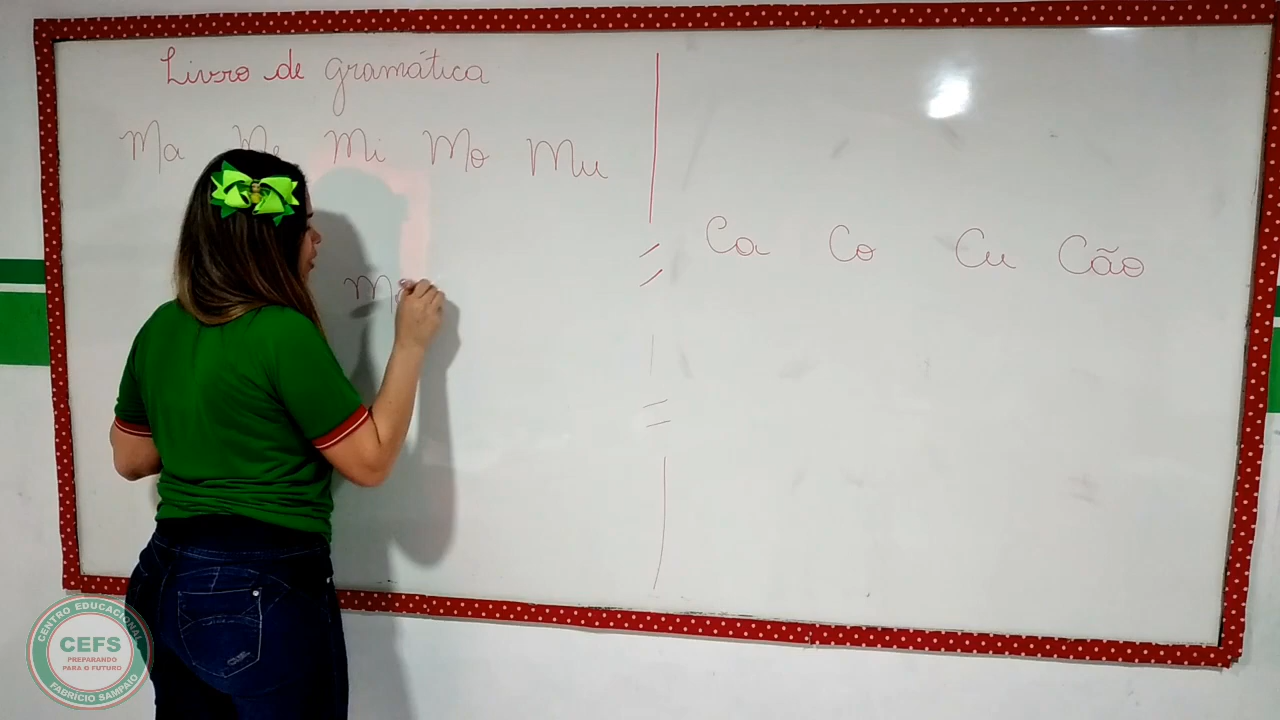 Livro de gramática
Ma Me Mi Mo Mu
Ca Co Cu Cão
CENTRO EDUCACIONAL
CEFS
PREPARANDO
PARA O FUTURO
FABRICIO SAMPAIO